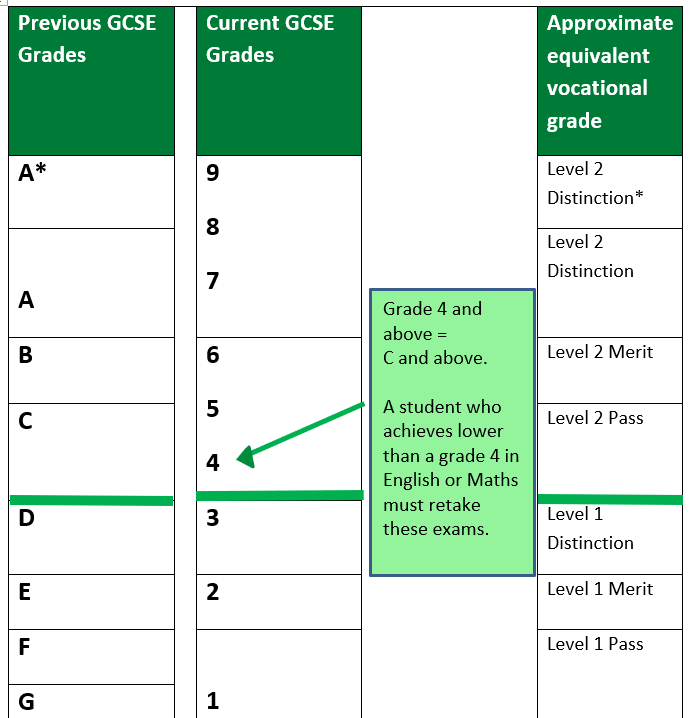 Previous GCSE
Grades
Current GCSE
Grades
Approximate
equivalent
vocational
grade
A*
9
Level 2
Distinction*
8
A
7
Level 2
Distinction
B
6
Level 2 Merit
C
5
4
Level 2 Pass
Grade 4 and
above =
C and above.
A student who
achieves lower
than a grade 4 in
English or Maths
must retake
these exams.
D
3
Level 1
Distinction
E
2
Level 1 Merit
F
Level 1 Pass
G
1